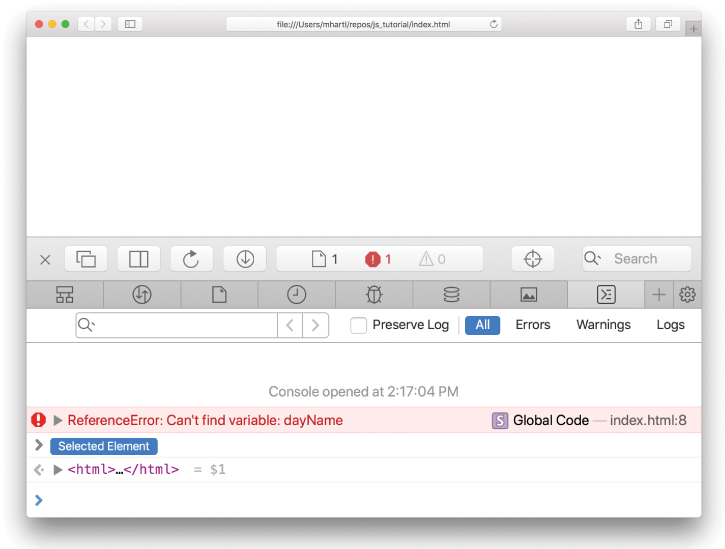 file:///Users/mhartl/repos/js_tutorial/index.html
1 1 0 Search
Preserve Log All Errors Warnings Logs
Console opened at 2:17:04 PM
ReferenceError: Can't find variable: dayName S Global Code — index.html:8
Selected Element
<html>…</html> = $1